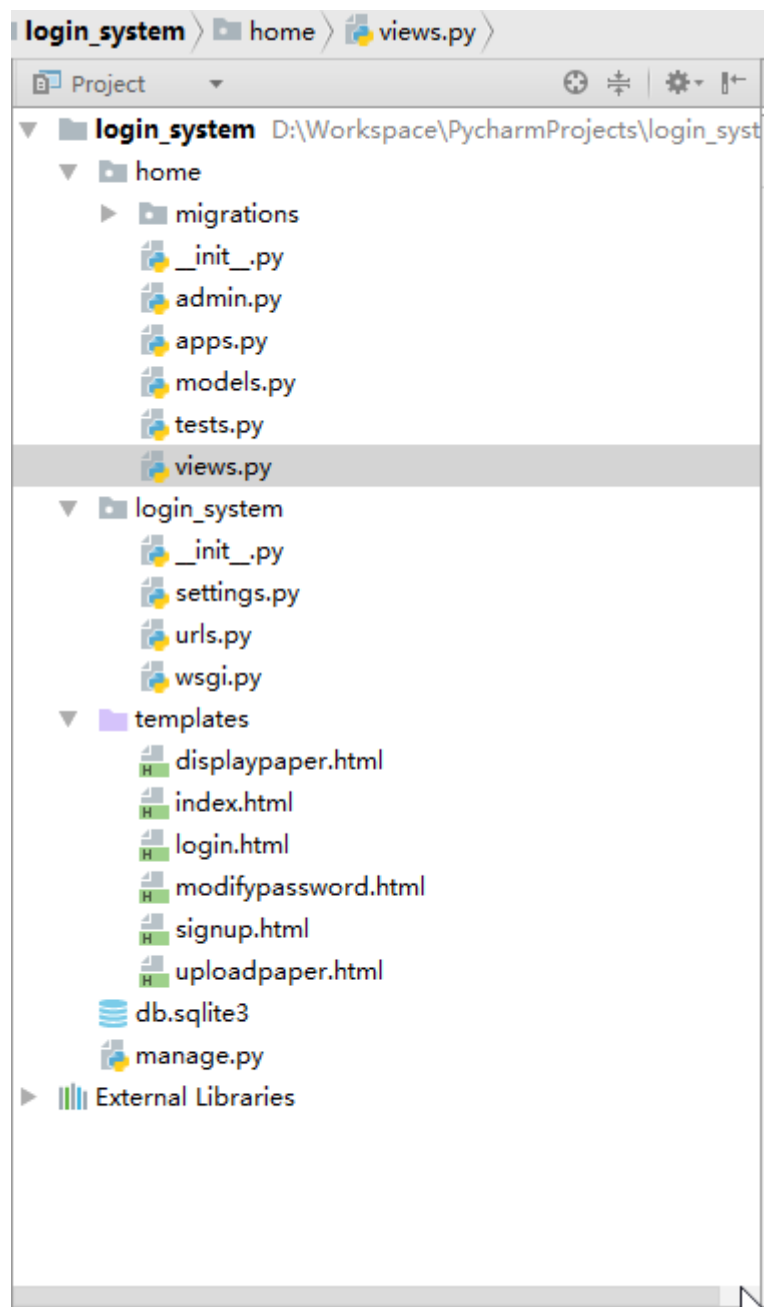 login_system home views.py
Project
login_system D:\Workspace\PycharmProjects\login_syst
home
migrations
__init__.py
admin.py
apps.py
models.py
tests.py
views.py
login_system
__init__.py
settings.py
urls.py
wsgi.py
templates
H displaypaper.html
H index.html
H login.html
H modifypassword.html
H signup.html
H uploadpaper.html
db.sqlite3
manage.py
External Libraries